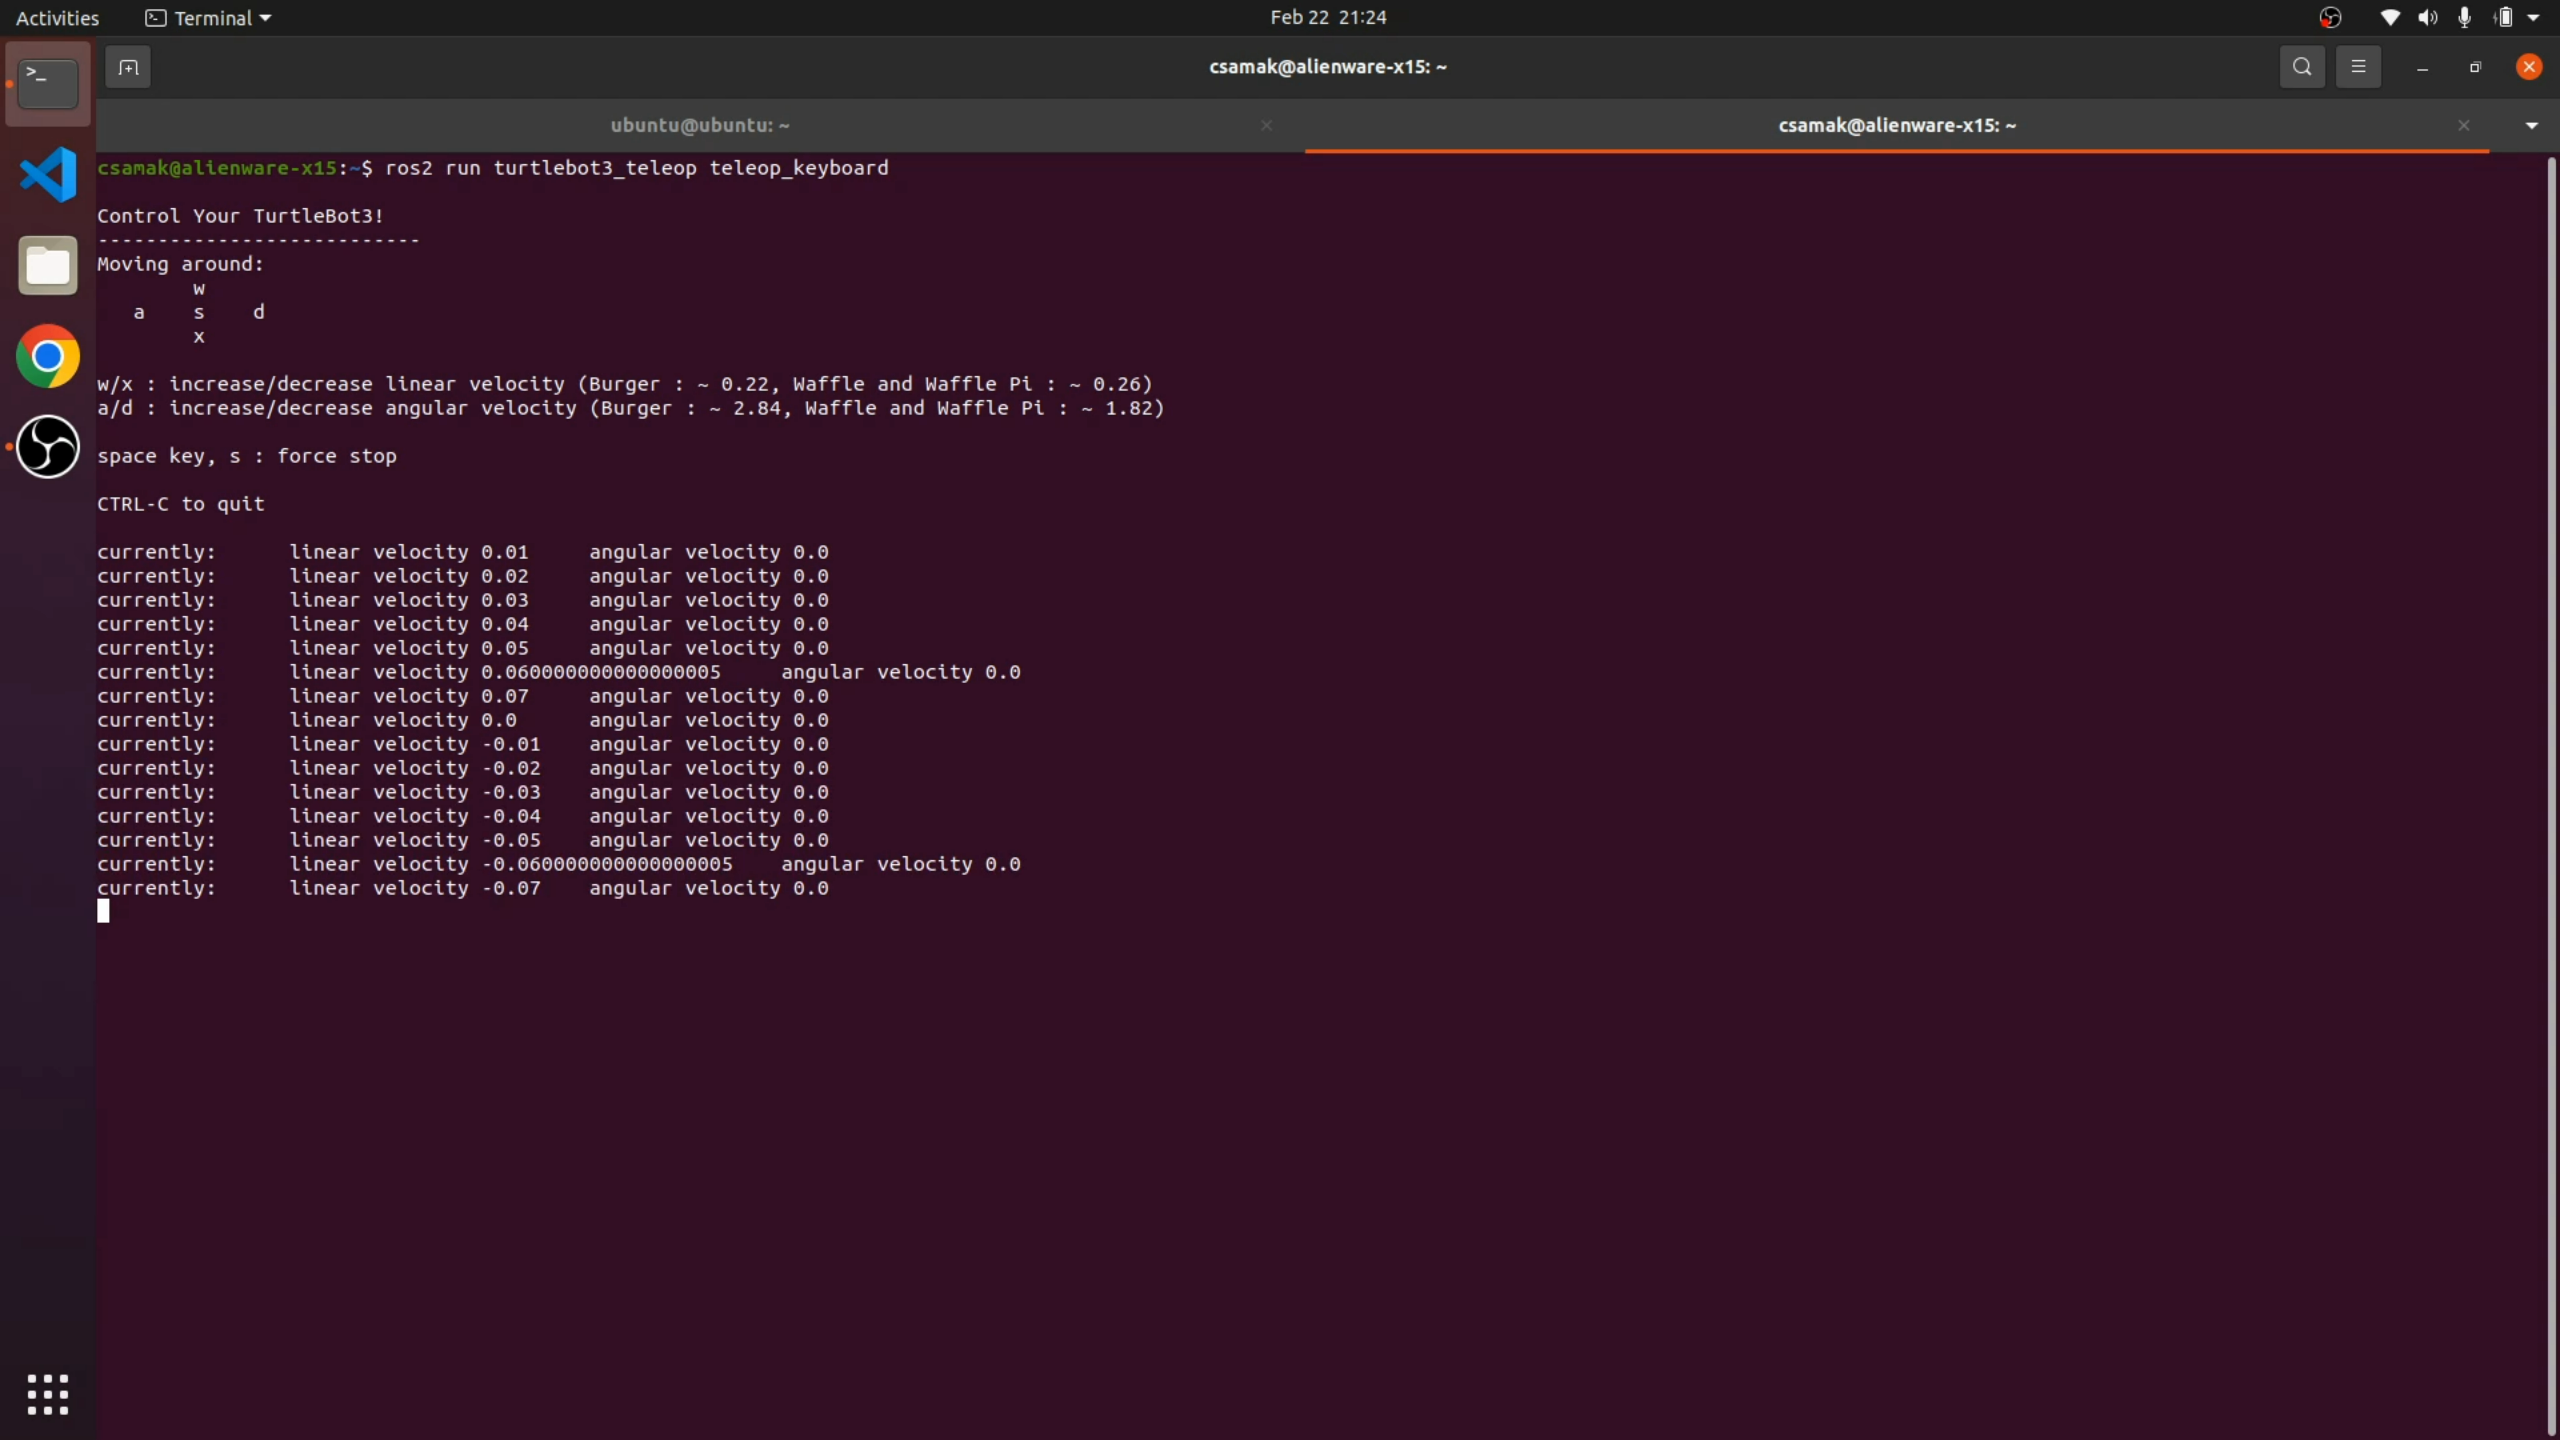 Activities Terminal Feb 22 21:24
csamak@alienware-x15: ~
ubuntu@ubuntu: ~ csamak@alienware-x15: ~
csamak@alienware-x15:~$ ros2 run turtlebot3_teleop teleop_keyboard
Control Your TurtleBot3!
---------------------------
Moving around:
w
a s d
x
w/x : increase/decrease linear velocity (Burger : ~ 0.22, Waffle and Waffle Pi : ~ 0.26)
a/d : increase/decrease angular velocity (Burger : ~ 2.84, Waffle and Waffle Pi : ~ 1.82)
space key, s : force stop
CTRL-C to quit
currently: linear velocity 0.01 angular velocity 0.0
currently: linear velocity 0.02 angular velocity 0.0
currently: linear velocity 0.03 angular velocity 0.0
currently: linear velocity 0.04 angular velocity 0.0
currently: linear velocity 0.05 angular velocity 0.0
currently: linear velocity 0.060000000000000005 angular velocity 0.0
currently: linear velocity 0.07 angular velocity 0.0
currently: linear velocity 0.0 angular velocity 0.0
currently: linear velocity -0.01 angular velocity 0.0
currently: linear velocity -0.02 angular velocity 0.0
currently: linear velocity -0.03 angular velocity 0.0
currently: linear velocity -0.04 angular velocity 0.0
currently: linear velocity -0.05 angular velocity 0.0
currently: linear velocity -0.060000000000000005 angular velocity 0.0
currently: linear velocity -0.07 angular velocity 0.0